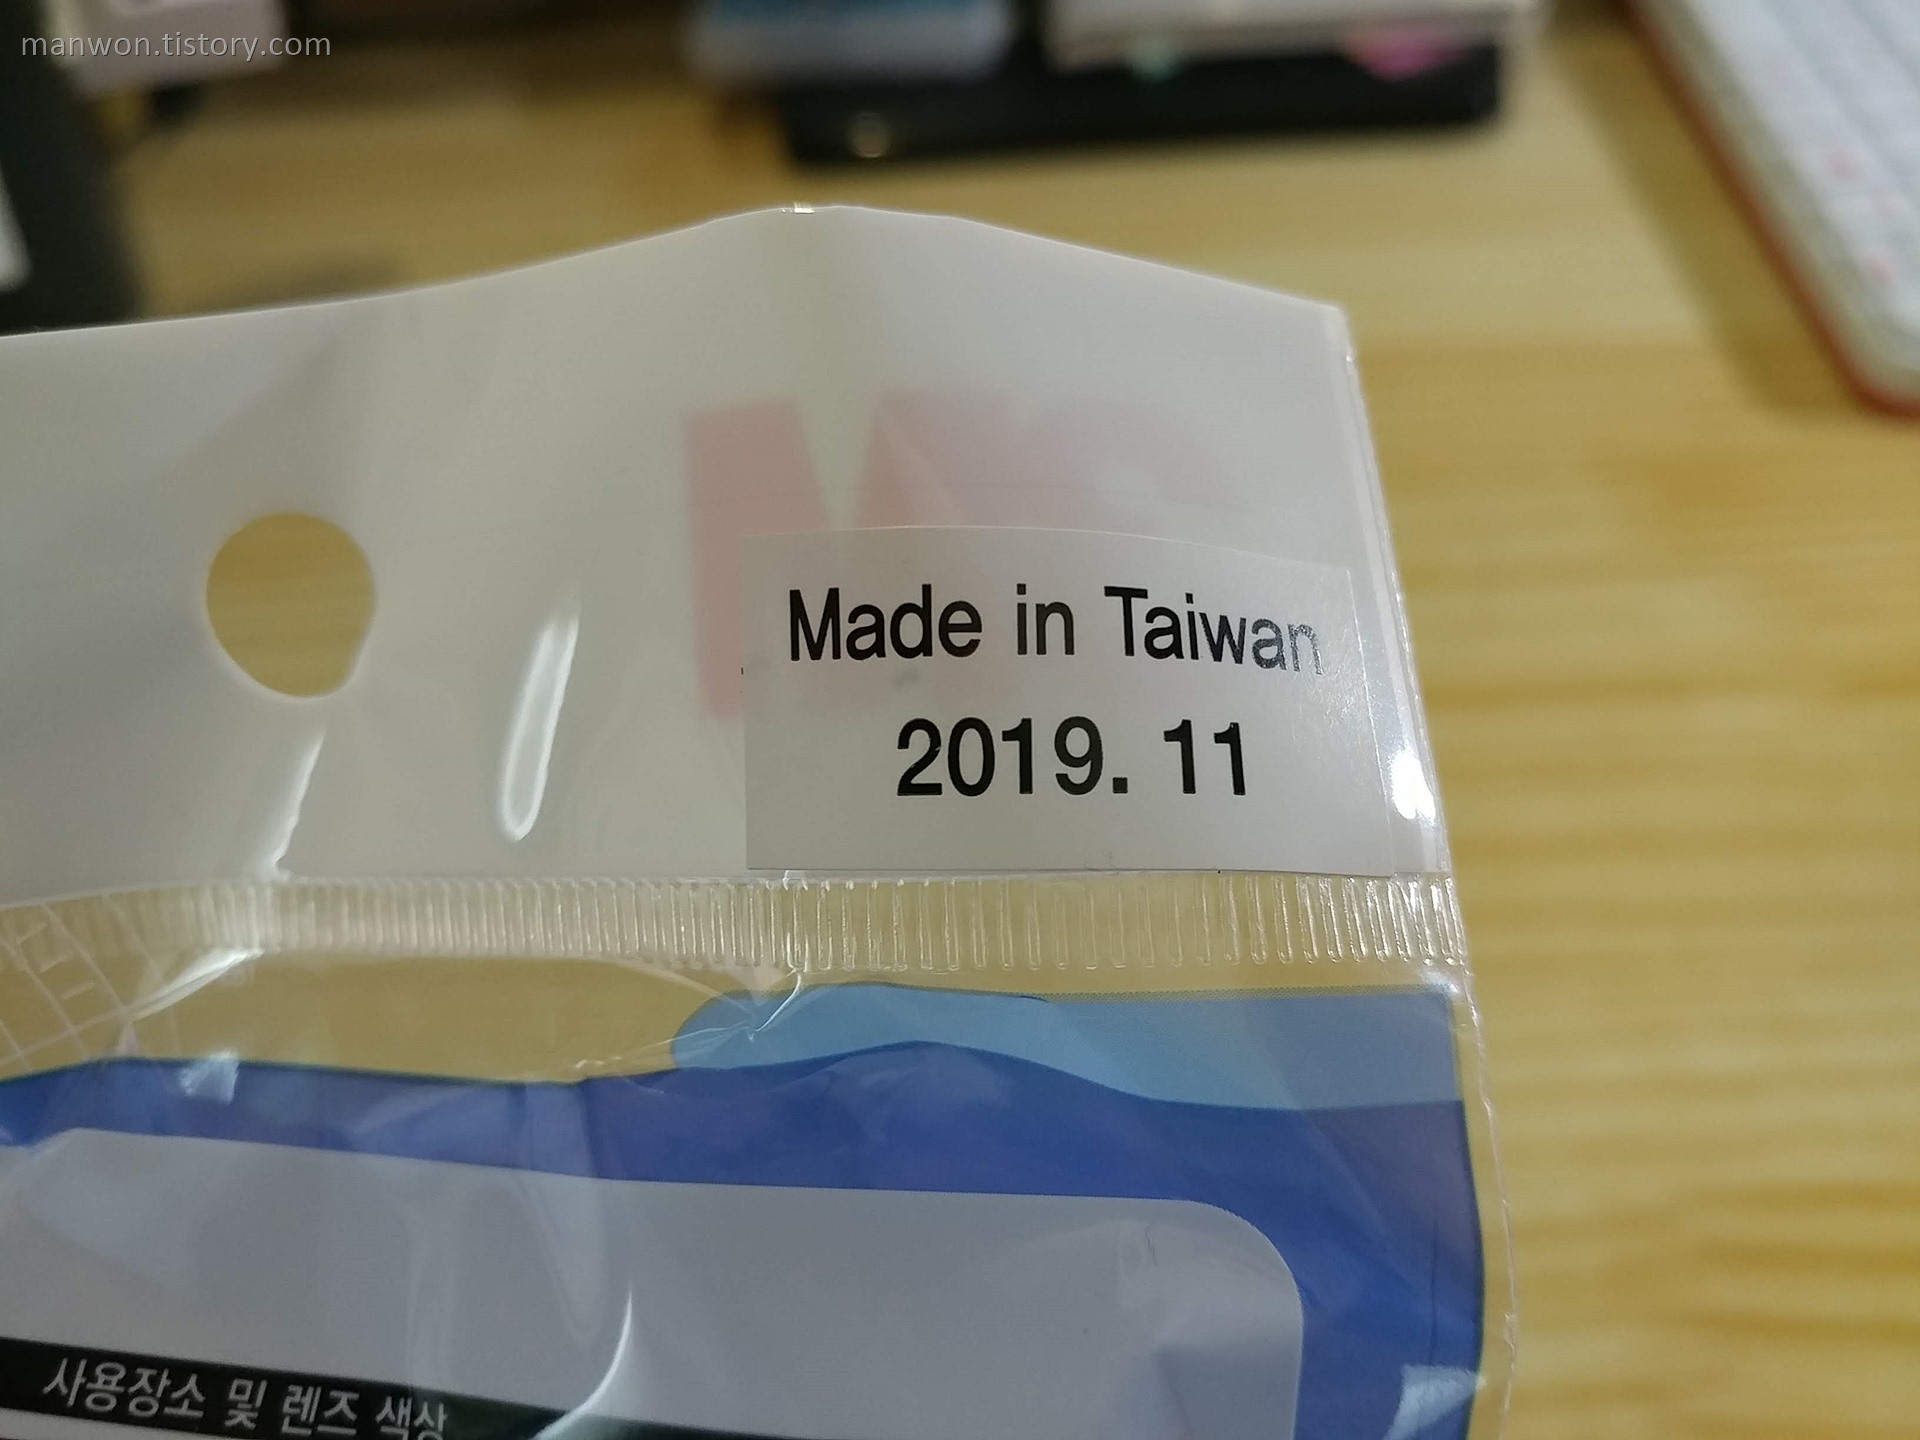 manwon.tistory.com
Made in Taiwan
2019. 11
사용장소 및 렌즈 색상